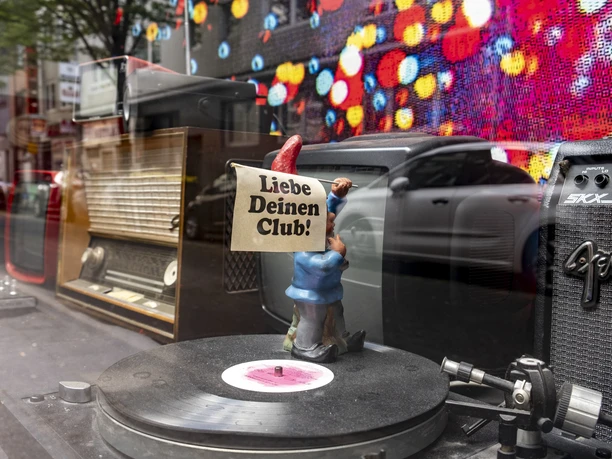 Liebe
Deinen
Club!
SKX